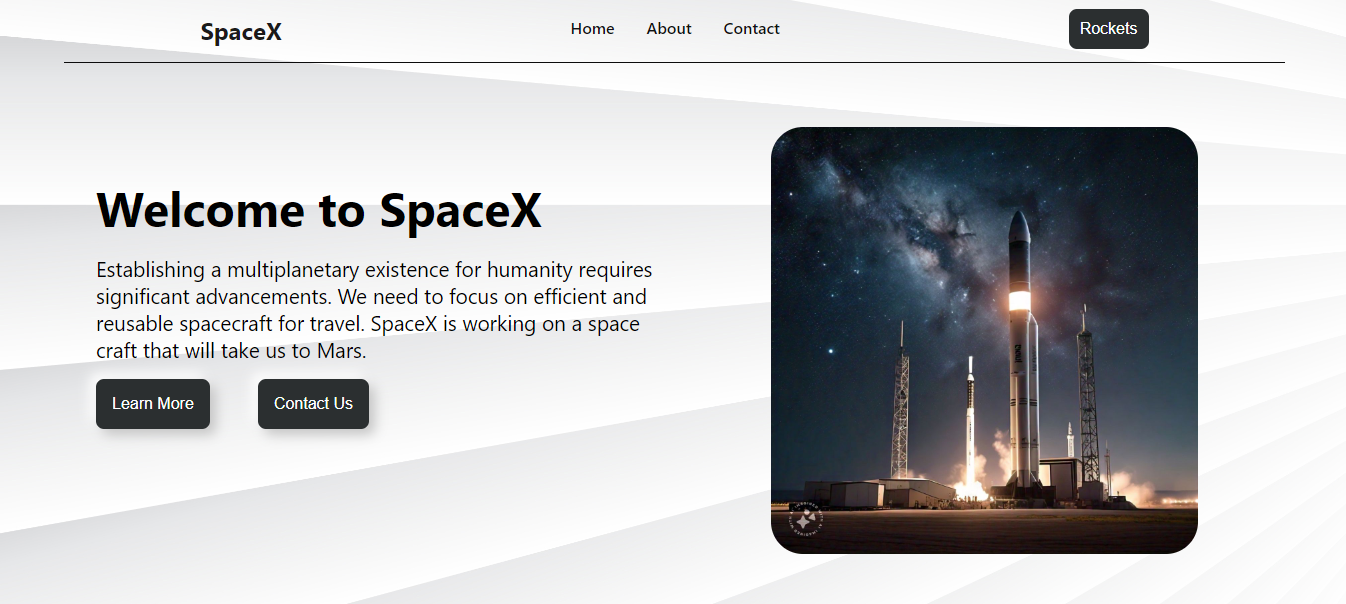 SpaceX
Home About Contact
Rockets
Welcome to SpaceX
Establishing a multiplanetary existence for humanity requires
significant advancements. We need to focus on efficient and
reusable spacecraft for travel. SpaceX is working on a space
craft that will take us to Mars.
Learn More
Contact Us